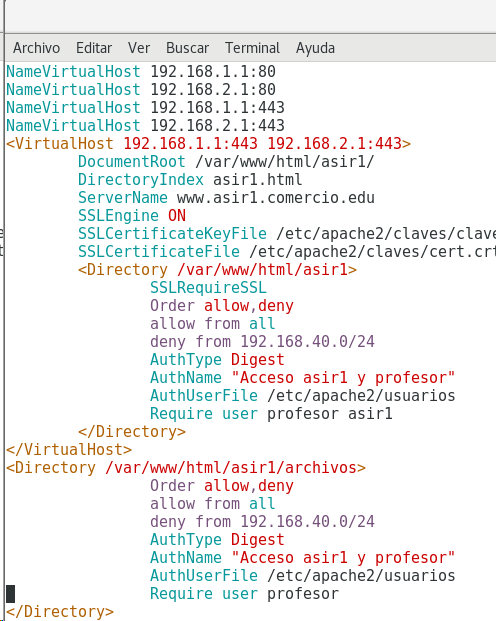 Archivo Editar Ver Buscar Terminal Ayuda
NameVirtualHost 192.168.1.1:80
NameVirtualHost 192.168.2.1:80
NameVirtualHost 192.168.1.1:443
NameVirtualHost 192.168.2.1:443
<VirtualHost 192.168.1.1:443 192.168.2.1:443>
DocumentRoot /var/www/html/asir1/
DirectoryIndex asir1.html
ServerName www.asir1.comercio.edu
SSLEngine ON
SSLCertificateKeyFile /etc/apache2/claves/clave
SSLCertificateFile /etc/apache2/claves/cert.crt
<Directory /var/www/html/asir1>
SSLRequireSSL
Order allow,deny
allow from all
deny from 192.168.40.0/24
AuthType Digest
AuthName "Acceso asir1 y profesor"
AuthUserFile /etc/apache2/usuarios
Require user profesor asir1
</Directory>
</VirtualHost>
<Directory /var/www/html/asir1/archivos>
Order allow,deny
allow from all
deny from 192.168.40.0/24
AuthType Digest
AuthName "Acceso asir1 y profesor"
AuthUserFile /etc/apache2/usuarios
Require user profesor
</Directory>